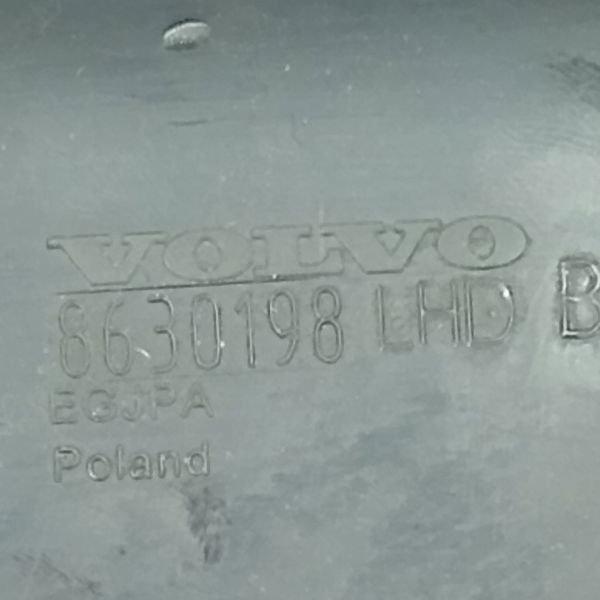 VOLVO
8630198 LHD B
EGJPA
Poland